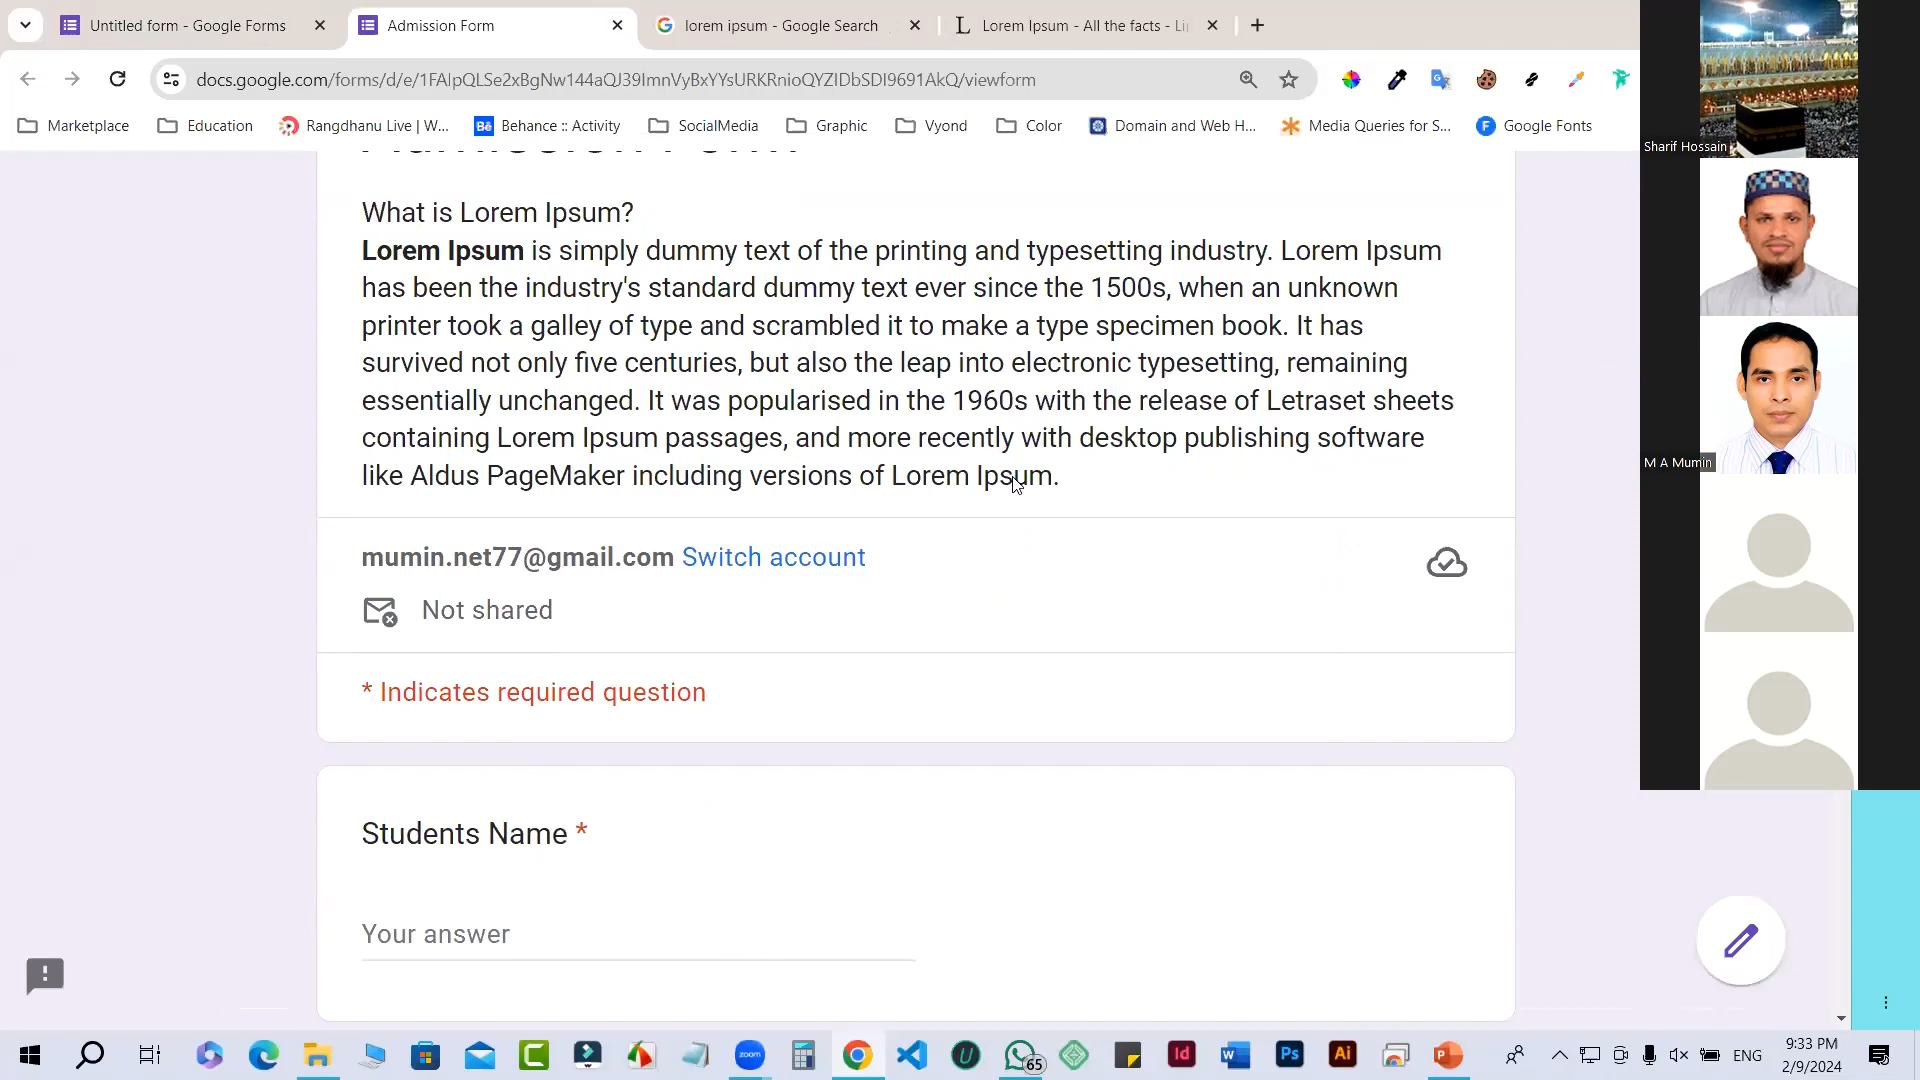 Untitled form - Google Forms
Admission Form
lorem ipsum - Google Search
Lorem Ipsum - All the facts - Li
docs.google.com/forms/d/e/1FAIpQLSe2xBgNw144aQJ39ImnVyBxYYsURKRnioQYZIDbSDI9691AkQ/viewform
Marketplace
Education
Rangdhanu Live | W...
Behance :: Activity
SocialMedia
Graphic
Vyond
Color
Domain and Web H...
Media Queries for S...
Google Fonts
Sharif Hossain
What is Lorem Ipsum?
Lorem Ipsum is simply dummy text of the printing and typesetting industry. Lorem Ipsum
has been the industry's standard dummy text ever since the 1500s, when an unknown
printer took a galley of type and scrambled it to make a type specimen book. It has
survived not only five centuries, but also the leap into electronic typesetting, remaining
essentially unchanged. It was popularised in the 1960s with the release of Letraset sheets
containing Lorem Ipsum passages, and more recently with desktop publishing software
like Aldus PageMaker including versions of Lorem Ipsum.
M A Mumin
mumin.net77@gmail.com Switch account
Not shared
* Indicates required question
Students Name *
Your answer
zoom
65
Id
Ps
Ai
ENG
9:33 PM
2/9/2024